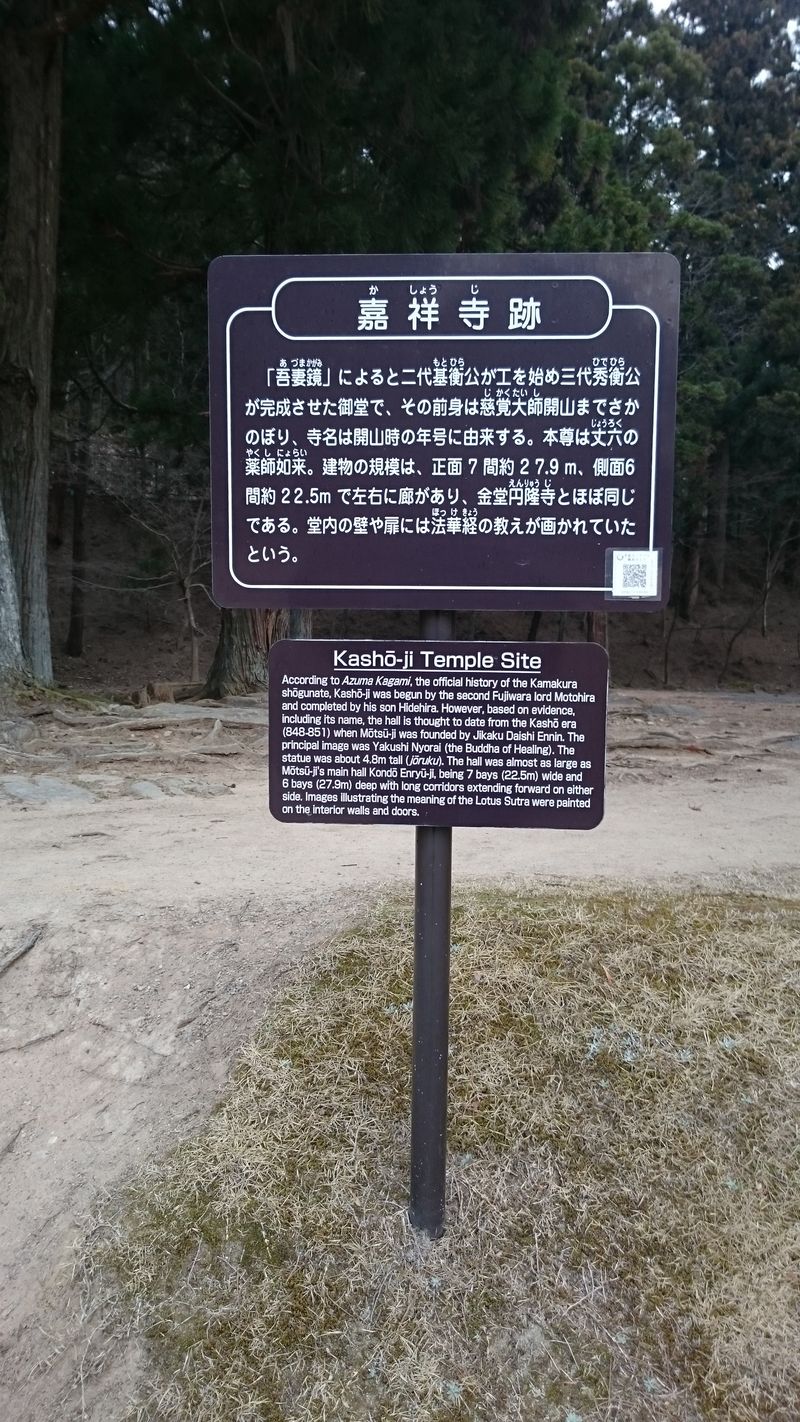 か しょう じ
嘉祥寺跡
あづまかがみ もとひら ひでひら
「吾妻鏡」によると二代基衡公が工を始め三代秀衡公
じかくたいし
が完成させた御堂で、その前身は慈覚大師開山までさか
じょうろく
のぼり、寺名は開山時の年号に由来する。本尊は丈六の
やくしにょらい
薬師如来。建物の規模は、正面7間約27.9m、側面6
えんりゅうじ
間約22.5mで左右に廊があり、金堂円隆寺とほぼ同じ
ほっけきょう
である。堂内の壁や扉には法華経の教えが画かれていた
という。
Kashō-ji Temple Site
According to Azuma Kagami, the official history of the Kamakura
shōgunate, Kashō-ji was begun by the second Fujiwara lord Motohira
and completed by his son Hidehira. However, based on evidence,
including its name, the hall is thought to date from the Kashō era
(848-851) when Mōtsū-ji was founded by Jikaku Daishi Ennin. The
principal image was Yakushi Nyorai (the Buddha of Healing). The
statue was about 4.8m tall (jōruku). The hall was almost as large as
Mōtsū-ji's main hall Kondō Enryū-ji, being 7 bays (22.5m) wide and
6 bays (27.9m) deep with long corridors extending forward on either
side. Images illustrating the meaning of the Lotus Sutra were painted
on the interior walls and doors.